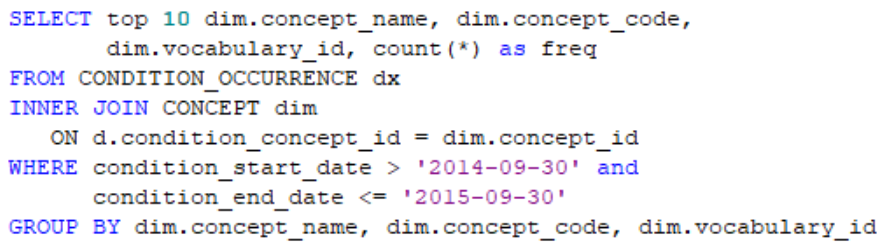 SELECT top 10 dim.concept_name, dim.concept_code,
dim.vocabulary_id, count(*) as freq
FROM CONDITION_OCCURRENCE dx
INNER JOIN CONCEPT dim
ON d.condition_concept_id = dim.concept_id
WHERE condition_start_date > '2014-09-30' and
condition_end_date <= '2015-09-30'
GROUP BY dim.concept_name, dim.concept_code, dim.vocabulary_id